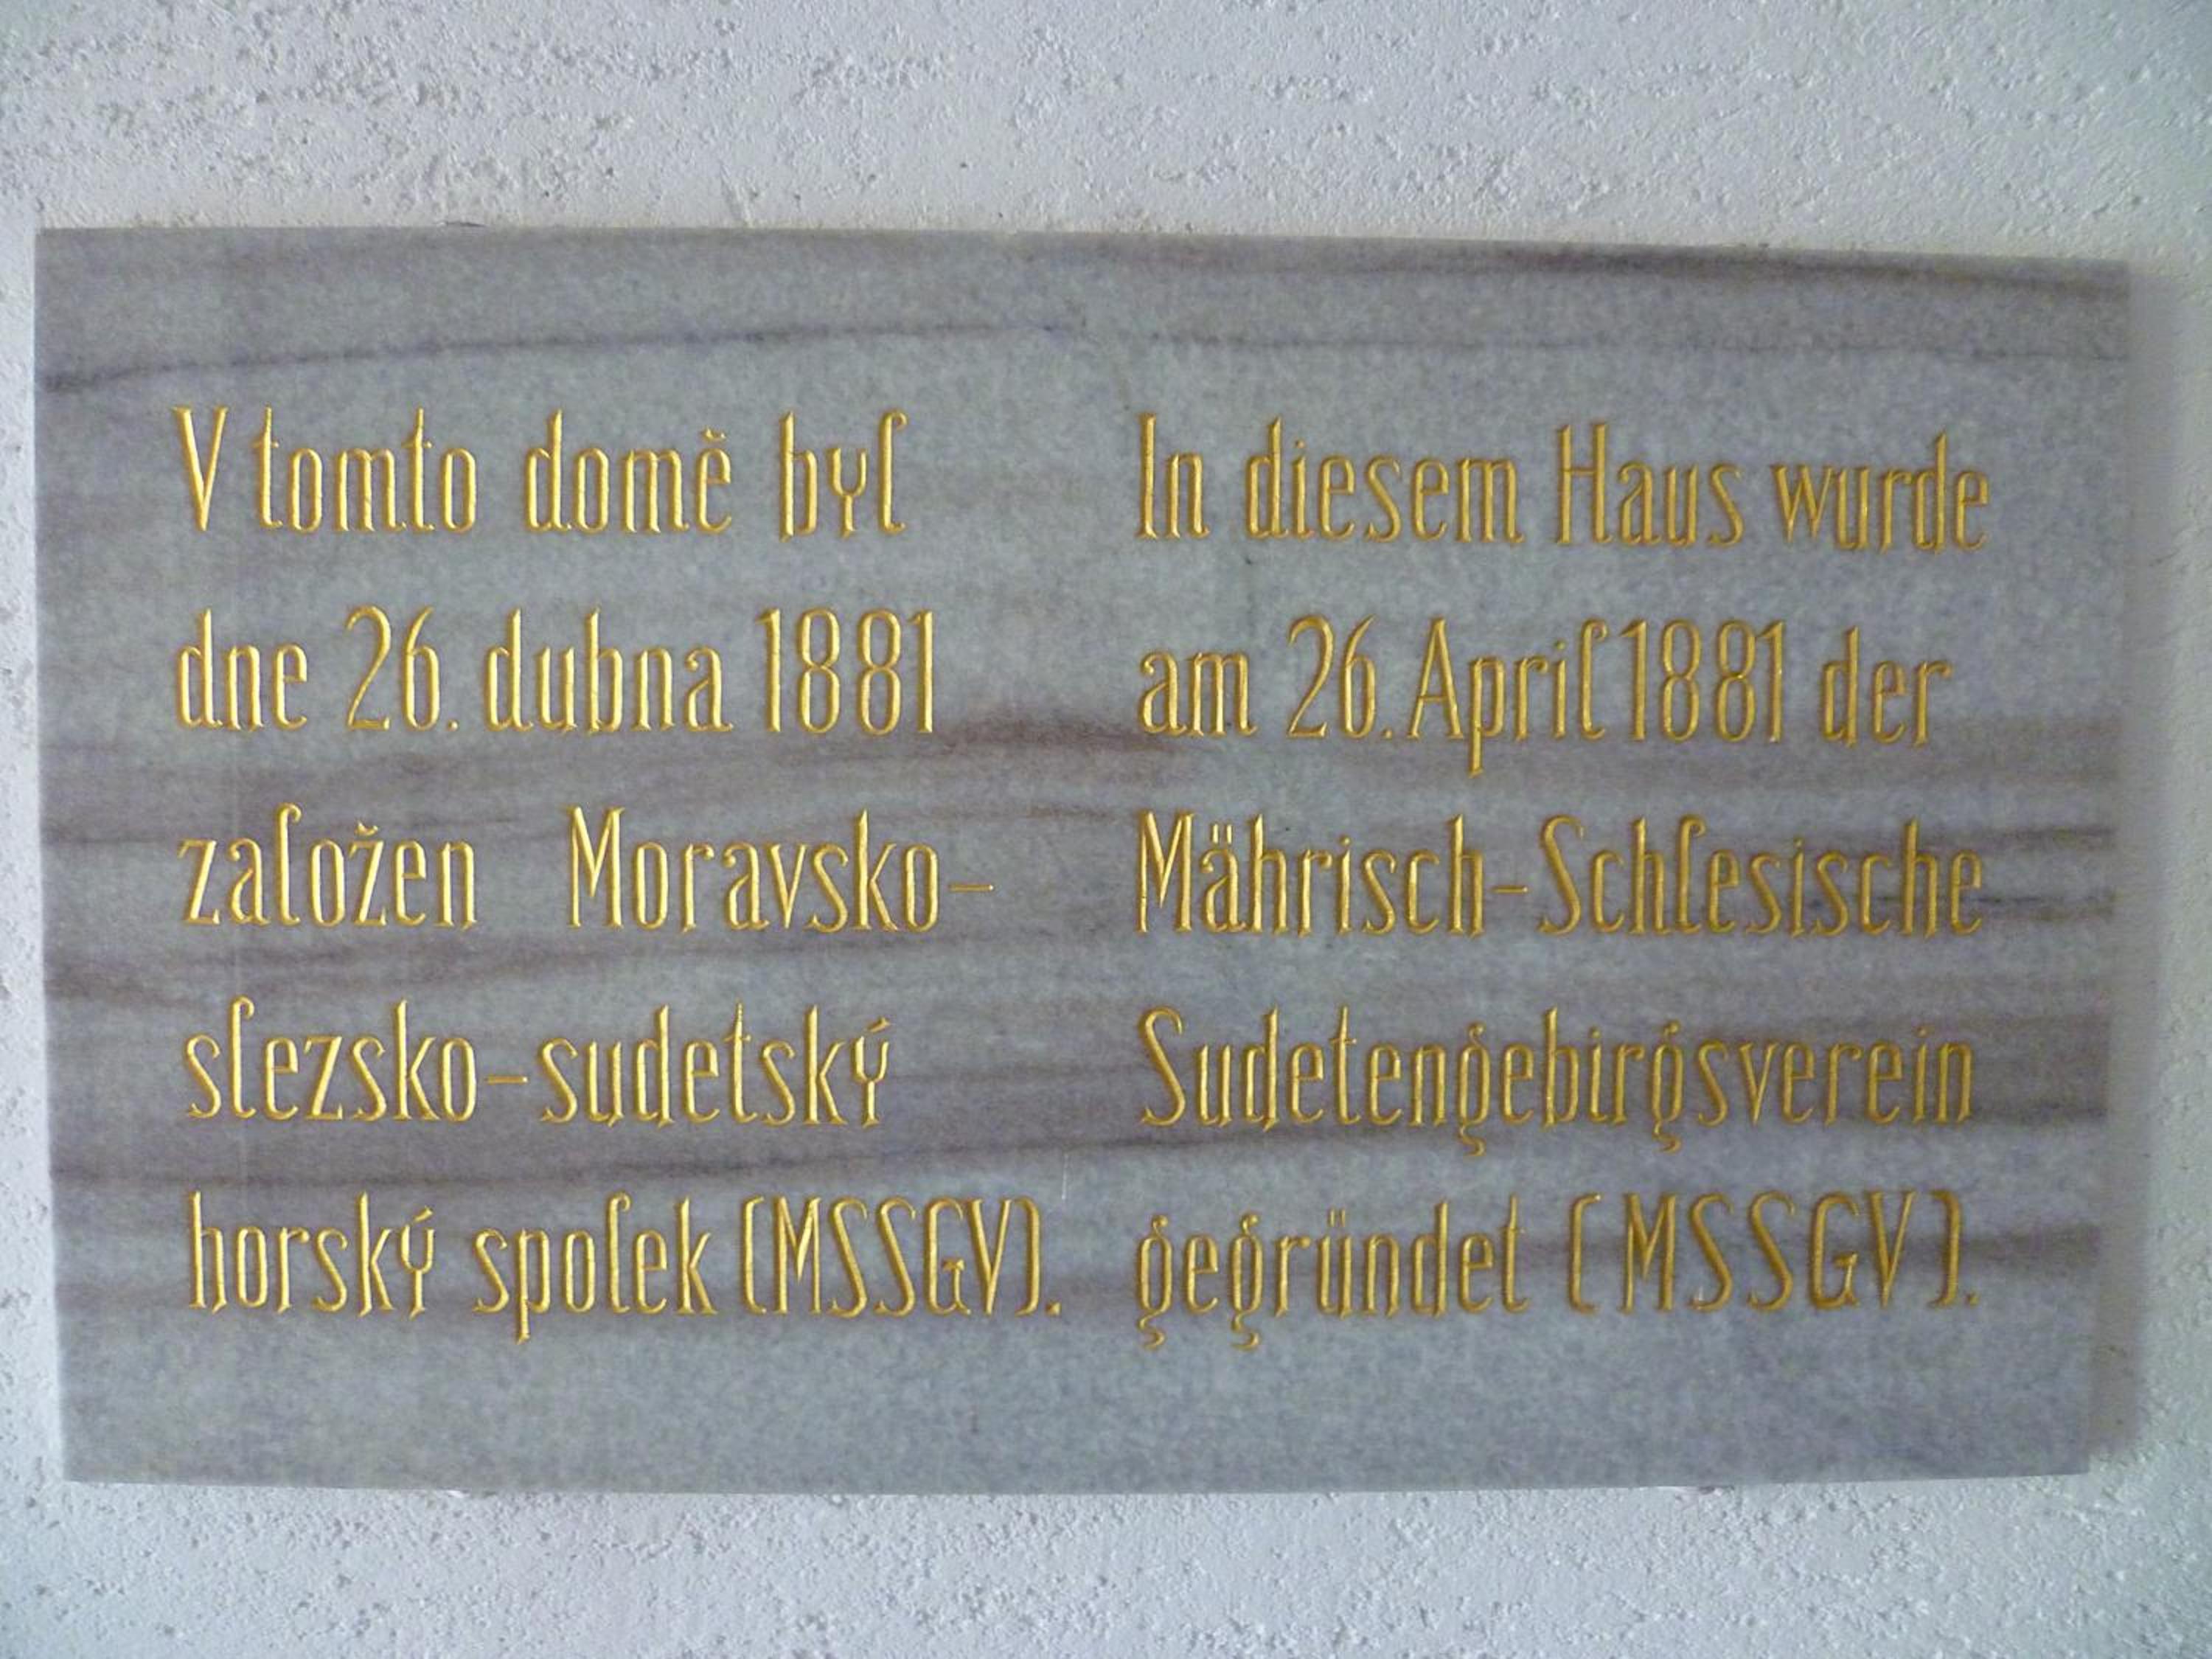 V tomto domě byl
dne 26. dubna 1881
založen Moravsko-
slezsko-sudetský
horský spolek (MSSGV).
In diesem Haus wurde
am 26. April 1881 der
Mährisch-Schlesische
Sudetengebirgsverein
gegründet (MSSGV).